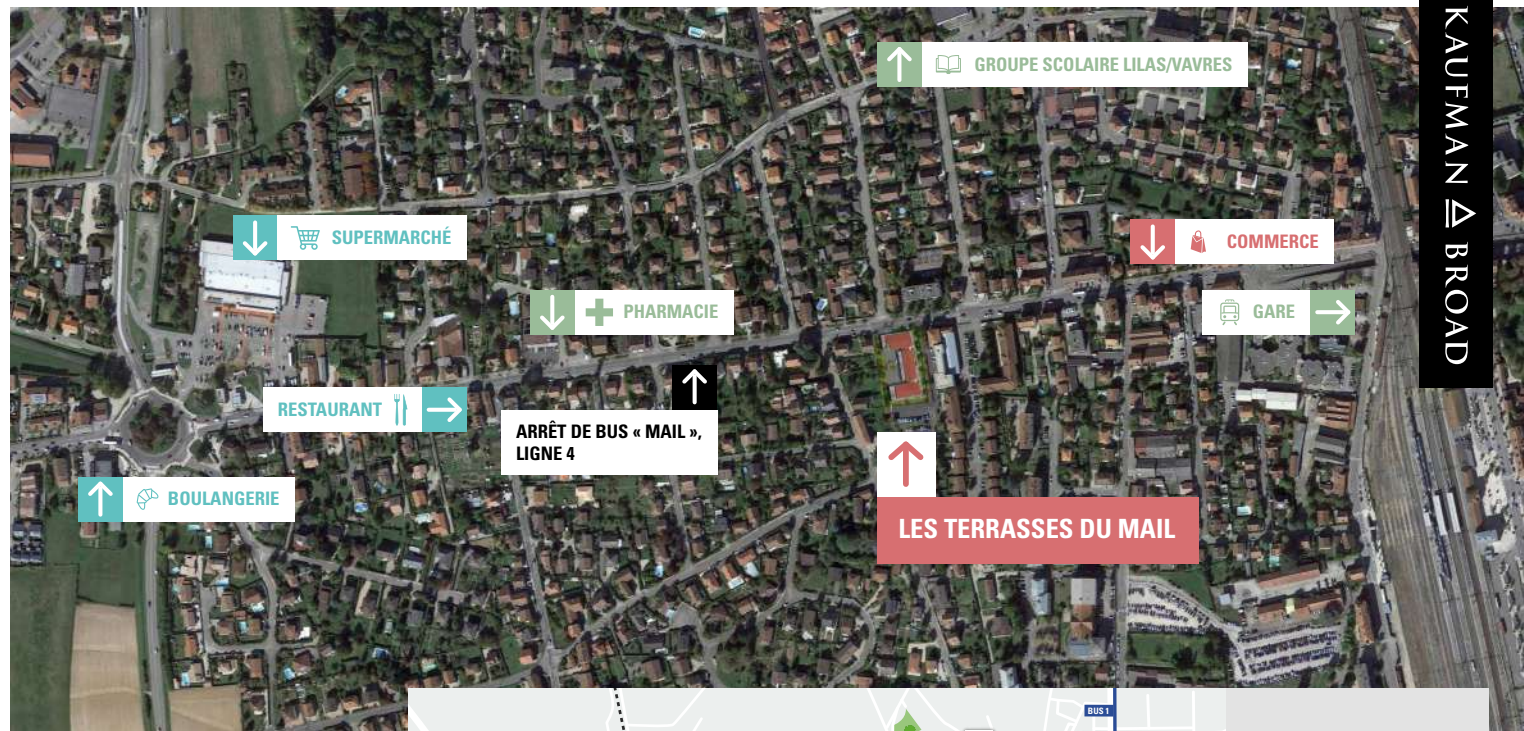 KAUFMAN BROAD
GROUPE SCOLAIRE LILAS/VAVRES
SUPERMARCHÉ
COMMERCE
PHARMACIE
GARE
RESTAURANT
ARRÊT DE BUS « MAIL »,
LIGNE 4
BOULANGERIE
LES TERRASSES DU MAIL
BUS 1